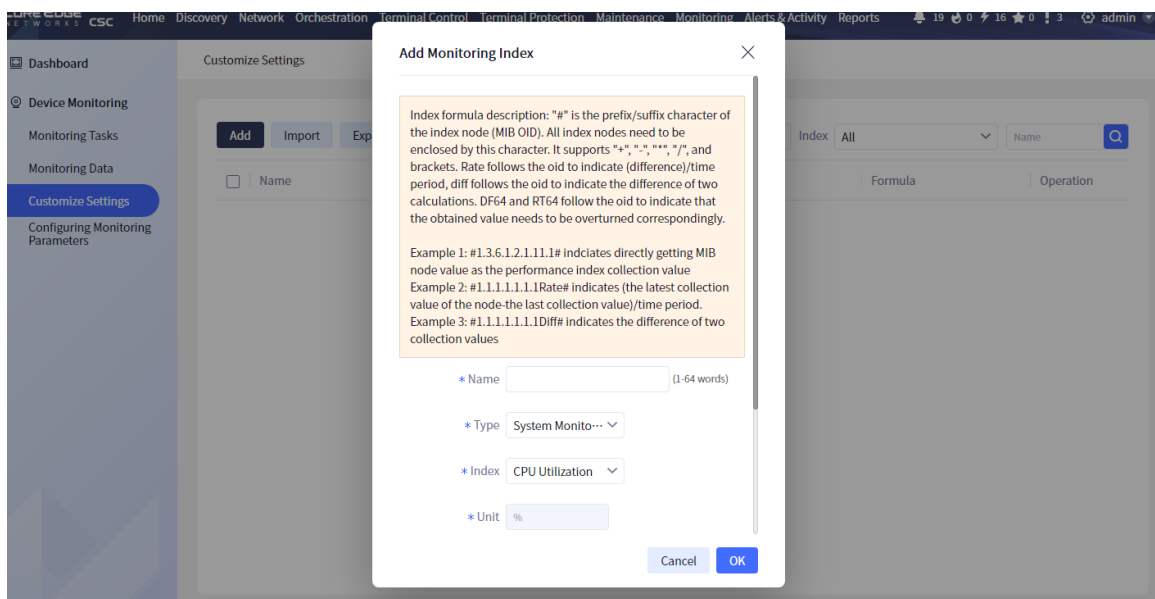 CORE EDGE
NETWORKS CSC Home Discovery Network Orchestration Terminal Control Terminal Protection Maintenance Monitoring Alerts & Activity Reports 19 0 16 0 3 admin
Dashboard
Customize Settings
Device Monitoring
Monitoring Tasks
Monitoring Data
Customize Settings
Configuring Monitoring
Parameters
Add Import Exp
Index All Name
Name Formula Operation
Add Monitoring Index
Index formula description: "#" is the prefix/suffix character of
the index node (MIB OID). All index nodes need to be
enclosed by this character. It supports "+", "-", "*", "/", and
brackets. Rate follows the oid to indicate (difference)/time
period, diff follows the oid to indicate the difference of two
calculations. DF64 and RT64 follow the oid to indicate that
the obtained value needs to be overturned correspondingly.
Example 1: #1.3.6.1.2.1.11.1# indciates directly getting MIB
node value as the performance index collection value
Example 2: #1.1.1.1.1.1.1Rate# indicates (the latest collection
value of the node-the last collection value)/time period.
Example 3: #1.1.1.1.1.1.1Diff# indicates the difference of two
collection values
* Name (1-64 words)
* Type System Monito···
* Index CPU Utilization
* Unit %
Cancel OK